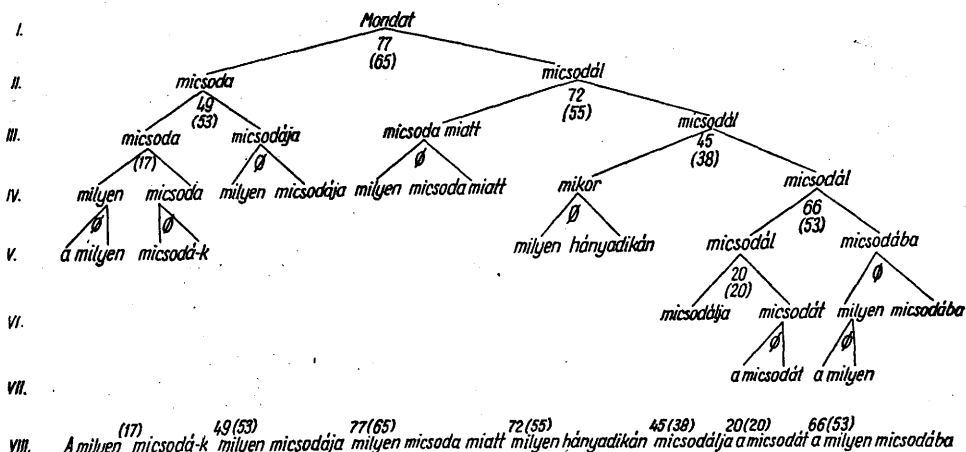 I. Mondat
77
(65)
II. micsoda micsodál
49 72
(53) (55)
III. micsoda micsodája micsoda miatt micsodál
(17) Ø Ø 45
(38)
IV. milyen micsoda milyen micsodája milyen micsoda miatt mikor micsodál
Ø Ø Ø 66
(53)
V. a milyen micsodá-k milyen hányadikán micsodál micsodába
20 Ø
(20)
VI. micsodálja micsodát milyen micsodába
Ø Ø
VII. a micsodát a milyen
(17) 49(53) 77(65) 72(55) 45(38) 20(20) 66(53)
VIII. A milyen micsodá-k milyen micsodája milyen micsoda miatt milyen hányadikán micsodálja a micsodát a milyen micsodába